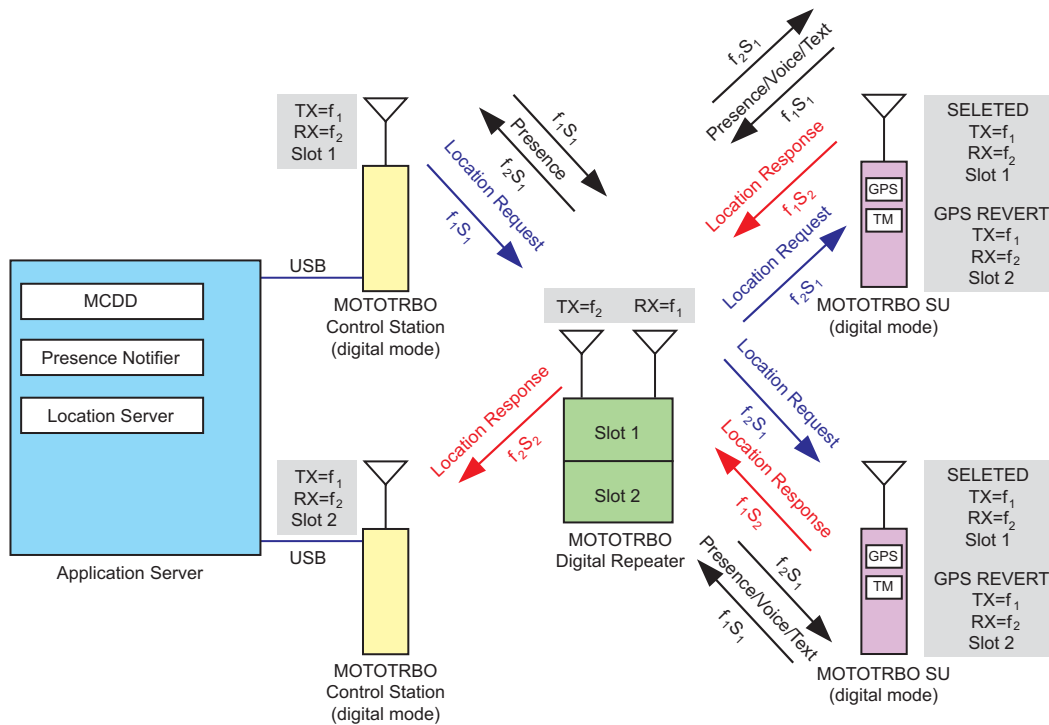 TX=f₁
RX=f₂
Slot 1
Location Request
f₁S₁
f₁S₁
Presence
f₂S₁
f₂S₁
Presence/Voice/Text
f₁S₁
Location Response
f₁S₂
Location Request
f₂S₁
GPS
TM
SELETED
TX=f₁
RX=f₂
Slot 1
GPS REVERT
TX=f₁
RX=f₂
Slot 2
MOTOTRBO SU
(digital mode)
USB
MOTOTRBO
Control Station
(digital mode)
MCDD
Presence Notifier
Location Server
Application Server
TX=f₂
RX=f₁
Slot 1
Slot 2
MOTOTRBO
Digital Repeater
Location Response
f₂S₂
TX=f₁
RX=f₂
Slot 2
USB
MOTOTRBO
Control Station
(digital mode)
Location Request
f₂S₁
Location Response
f₁S₂
f₂S₁
Presence/Voice/Text
f₁S₁
GPS
TM
SELETED
TX=f₁
RX=f₂
Slot 1
GPS REVERT
TX=f₁
RX=f₂
Slot 2
MOTOTRBO SU
(digital mode)